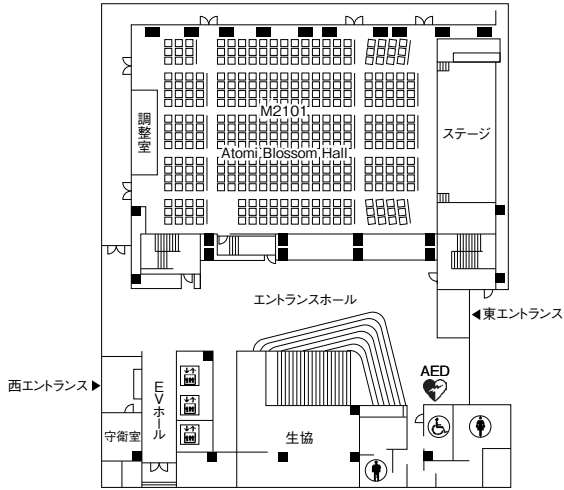 M2101
Atomi Blossom Hall
調整室
ステージ
エントランスホール
東エントランス
AED
西エントランス
EVホール
守衛室
生協